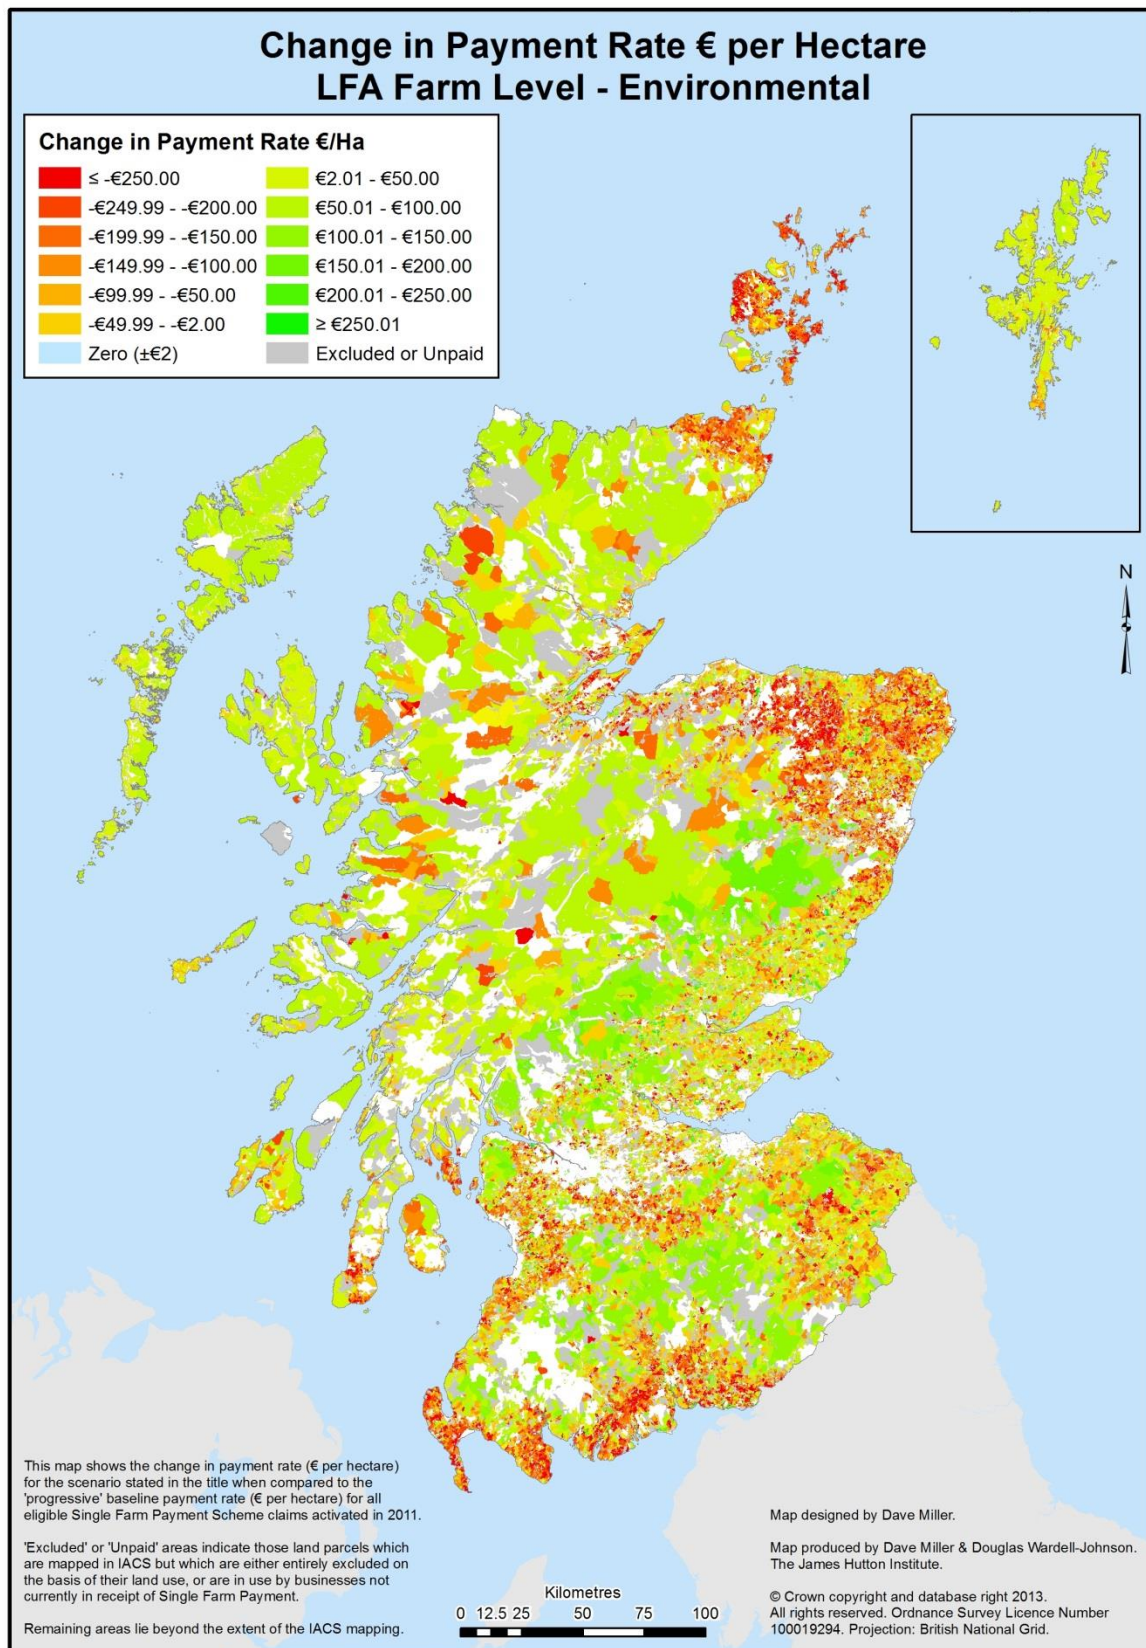 Change in Payment Rate € per Hectare
LFA Farm Level - Environmental
Change in Payment Rate €/Ha
≤ -€250.00
-€249.99 - -€200.00
-€199.99 - -€150.00
-€149.99 - -€100.00
-€99.99 - -€50.00
-€49.99 - -€2.00
Zero (±€2)
€2.01 - €50.00
€50.01 - €100.00
€100.01 - €150.00
€150.01 - €200.00
€200.01 - €250.00
≥ €250.01
Excluded or Unpaid
N
This map shows the change in payment rate (€ per hectare)
for the scenario stated in the title when compared to the
'progressive' baseline payment rate (€ per hectare) for all
eligible Single Farm Payment Scheme claims activated in 2011.
'Excluded' or 'Unpaid' areas indicate those land parcels which
are mapped in IACS but which are either entirely excluded on
the basis of their land use, or are in use by businesses not
currently in receipt of Single Farm Payment.
Remaining areas lie beyond the extent of the IACS mapping.
Kilometres
0 12.5 25 50 75 100
Map designed by Dave Miller.
Map produced by Dave Miller & Douglas Wardell-Johnson.
The James Hutton Institute.
© Crown copyright and database right 2013.
All rights reserved. Ordnance Survey Licence Number
100019294. Projection: British National Grid.